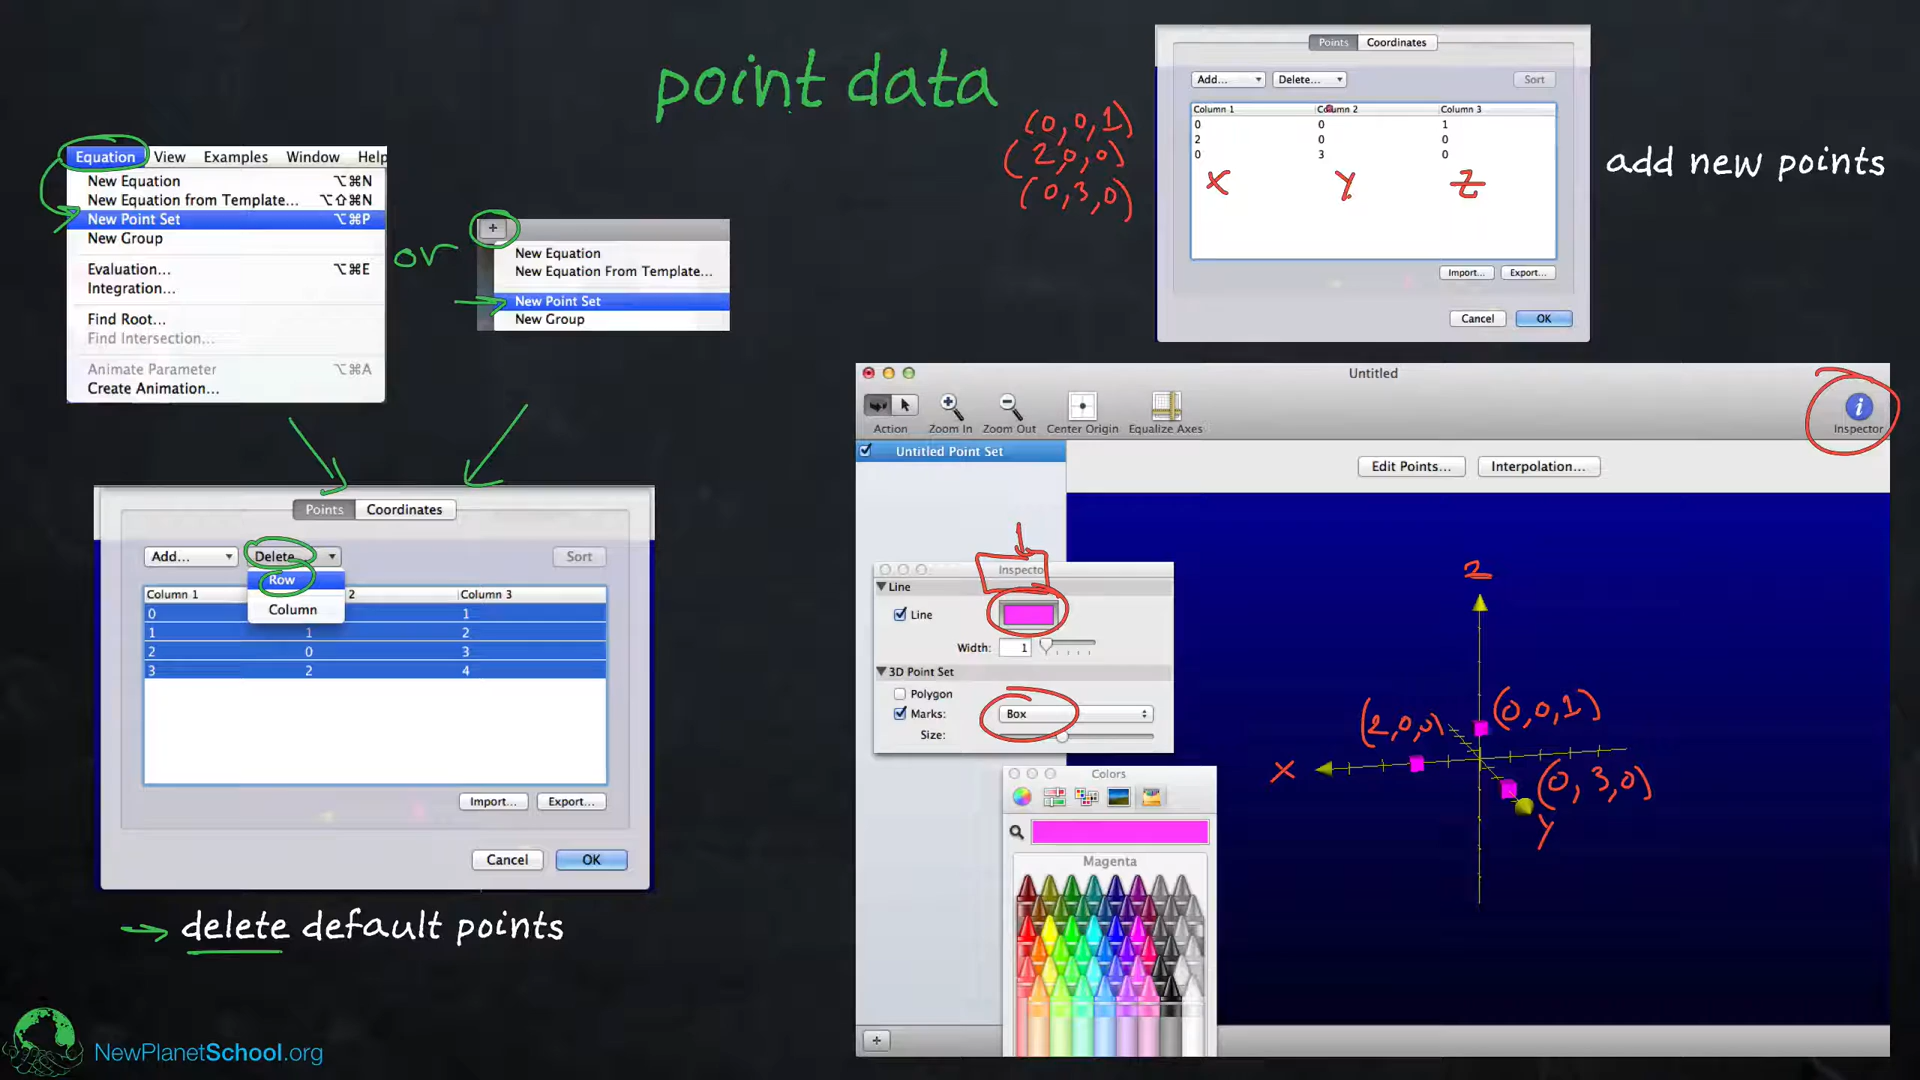 point data
Equation View Examples Window Help
New Equation ⌥⌘N
New Equation from Template... ⌥⇧⌘N
New Point Set ⌥⌘P
New Group
Evaluation... ⌥⌘E
Integration...
Find Root...
Find Intersection...
Animate Parameter ⌥⌘A
Create Animation...
or
+
New Equation
New Equation From Template...
New Point Set
New Group
Points Coordinates
Add... Delete... Sort
Row
Column
Column 1 2 Column 3
0 1
1 1 2
2 0 3
3 2 4
Import... Export...
Cancel OK
→ delete default points
NewPlanetSchool.org
(0,0,1)
(2,0,0)
(0,3,0)
Points Coordinates
Add... Delete... Sort
Column 1 Column 2 Column 3
0 0 1
2 0 0
0 3 0
x y z
Import... Export...
Cancel OK
add new points
Untitled
Action Zoom In Zoom Out Center Origin Equalize Axes Inspector
Untitled Point Set
Edit Points... Interpolation...
Inspector
Line
Line
Width: 1
3D Point Set
Polygon
Marks: Box
Size:
Colors
Magenta
+
z
(2,0,0) (0,0,1)
x
(0,3,0)
y